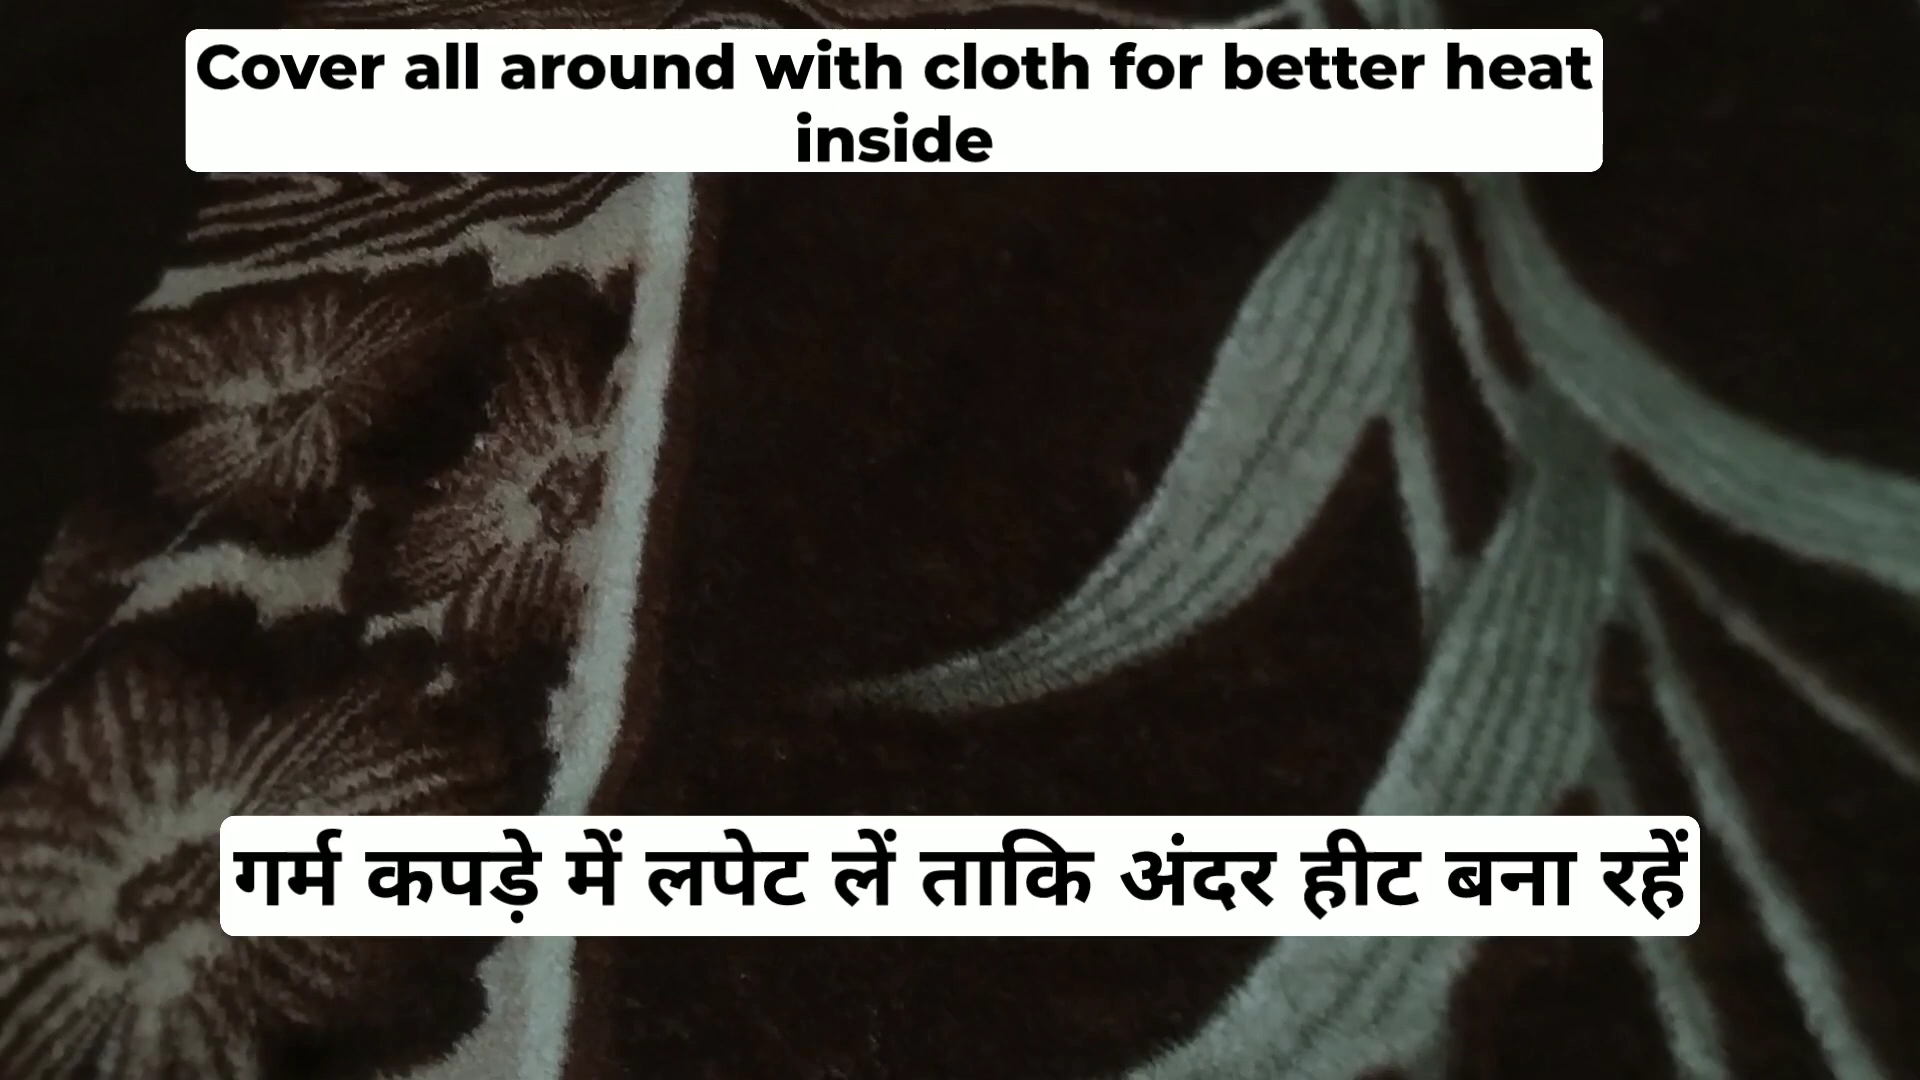 Cover all around with cloth for better heat
inside
गर्म कपड़े में लपेट लें ताकि अंदर हीट बना रहें